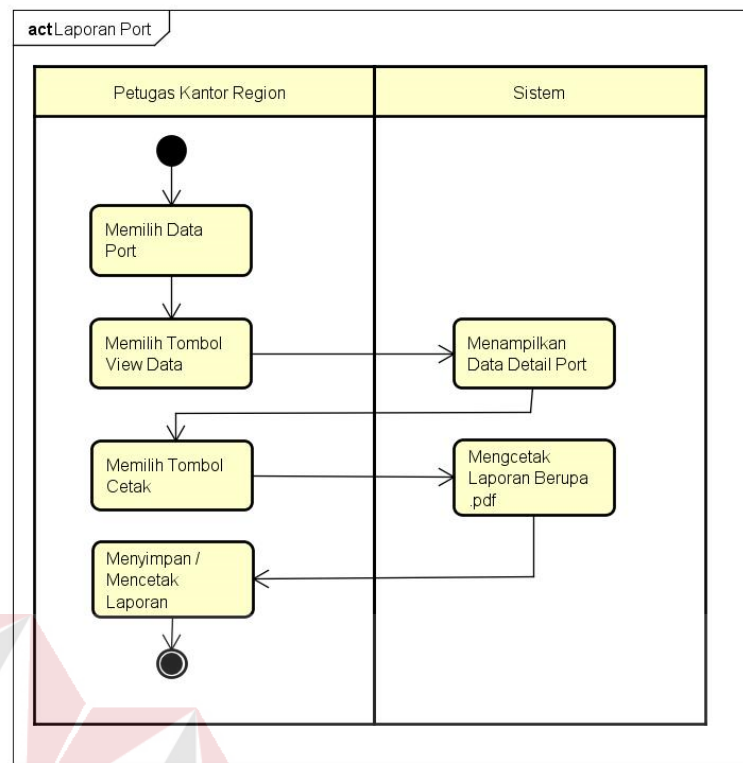 act Laporan Port
Petugas Kantor Region
Sistem
Memilih Data
Port
Memilih Tombol
View Data
Menampilkan
Data Detail Port
Memilih Tombol
Cetak
Mengcetak
Laporan Berupa
.pdf
Menyimpan /
Mencetak
Laporan